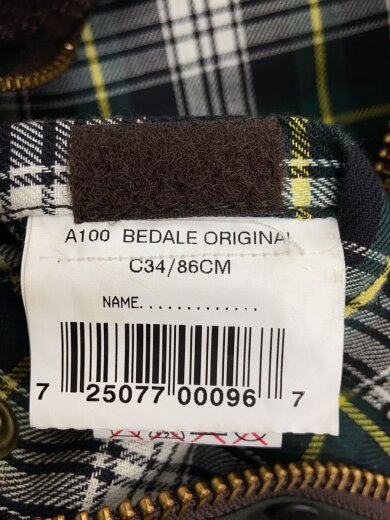 A100 BEDALE ORIGINAL
C34/86CM
NAME.............
7 25077 00096 7